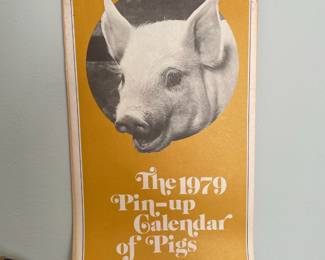 The 1979
Pin-up
Calendar
of Pigs